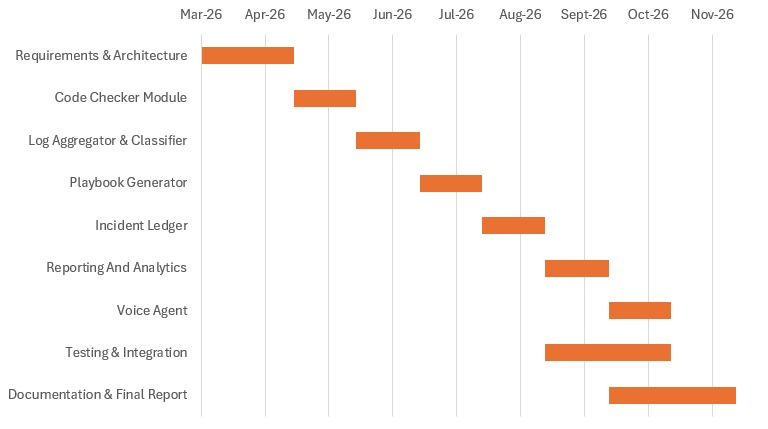 Mar-26 Apr-26 May-26 Jun-26 Jul-26 Aug-26 Sept-26 Oct-26 Nov-26
Requirements & Architecture
Code Checker Module
Log Aggregator & Classifier
Playbook Generator
Incident Ledger
Reporting And Analytics
Voice Agent
Testing & Integration
Documentation & Final Report